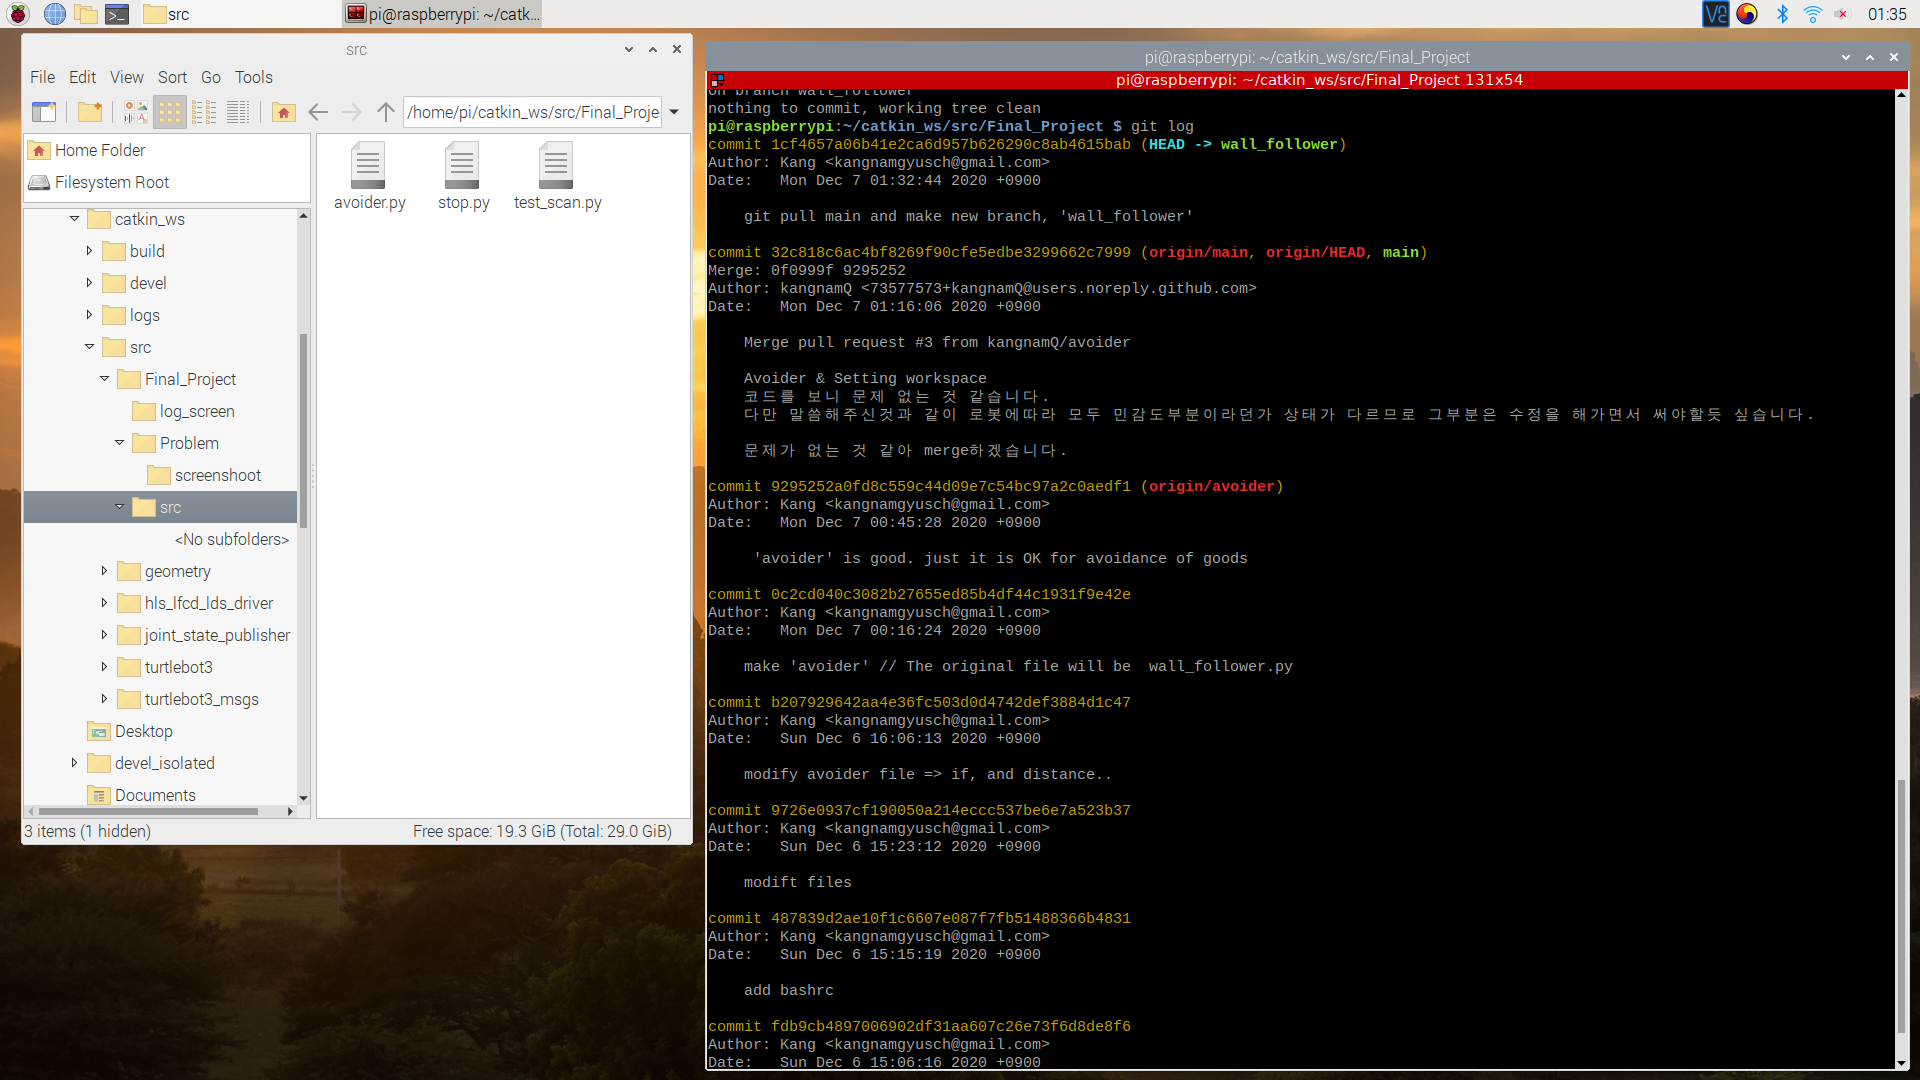 src
pi@raspberrypi: ~/catk...
01:35
src
File Edit View Sort Go Tools
/home/pi/catkin_ws/src/Final_Proje
Home Folder
Filesystem Root
catkin_ws
build
devel
logs
src
Final_Project
log_screen
Problem
screenshoot
src
<No subfolders>
geometry
hls_lfcd_lds_driver
joint_state_publisher
turtlebot3
turtlebot3_msgs
Desktop
devel_isolated
Documents
avoider.py
stop.py
test_scan.py
3 items (1 hidden)
Free space: 19.3 GiB (Total: 29.0 GiB)
pi@raspberrypi: ~/catkin_ws/src/Final_Project
pi@raspberrypi: ~/catkin_ws/src/Final_Project 131x54
On branch wall_follower
nothing to commit, working tree clean
pi@raspberrypi:~/catkin_ws/src/Final_Project $ git log
commit 1cf4657a06b41e2ca6d957b626290c8ab4615bab (HEAD -> wall_follower)
Author: Kang <kangnamgyusch@gmail.com>
Date:   Mon Dec 7 01:32:44 2020 +0900
git pull main and make new branch, 'wall_follower'
commit 32c818c6ac4bf8269f90cfe5edbe3299662c7999 (origin/main, origin/HEAD, main)
Merge: 0f0999f 9295252
Author: kangnamQ <73577573+kangnamQ@users.noreply.github.com>
Date:   Mon Dec 7 01:16:06 2020 +0900
Merge pull request #3 from kangnamQ/avoider
Avoider & Setting workspace
코드를 보니 문제 없는 것 같습니다.
다만 말씀해주신것과 같이 로봇에따라 모두 민감도부분이라던가 상태가 다르므로 그부분은 수정을 해가면서 써야할듯 싶습니다.
문제가 없는 것 같아 merge하겠습니다.
commit 9295252a0fd8c559c44d09e7c54bc97a2c0aedf1 (origin/avoider)
Author: Kang <kangnamgyusch@gmail.com>
Date:   Mon Dec 7 00:45:28 2020 +0900
'avoider' is good. just it is OK for avoidance of goods
commit 0c2cd040c3082b27655ed85b4df44c1931f9e42e
Author: Kang <kangnamgyusch@gmail.com>
Date:   Mon Dec 7 00:16:24 2020 +0900
make 'avoider' // The original file will be  wall_follower.py
commit b207929642aa4e36fc503d0d4742def3884d1c47
Author: Kang <kangnamgyusch@gmail.com>
Date:   Sun Dec 6 16:06:13 2020 +0900
modify avoider file => if, and distance..
commit 9726e0937cf190050a214eccc537be6e7a523b37
Author: Kang <kangnamgyusch@gmail.com>
Date:   Sun Dec 6 15:23:12 2020 +0900
modift files
commit 487839d2ae10f1c6607e087f7fb51488366b4831
Author: Kang <kangnamgyusch@gmail.com>
Date:   Sun Dec 6 15:15:19 2020 +0900
add bashrc
commit fdb9cb4897006902df31aa607c26e73f6d8de8f6
Author: Kang <kangnamgyusch@gmail.com>
Date:   Sun Dec 6 15:06:16 2020 +0900